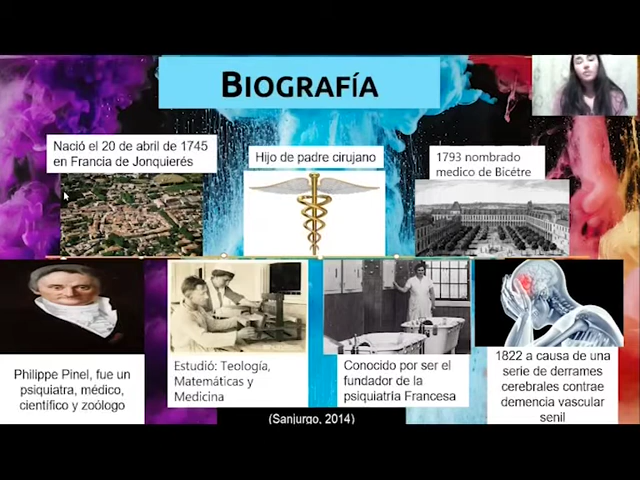 BIOGRAFÍA
Nació el 20 de abril de 1745
en Francia de Jonquierés
Hijo de padre cirujano
1793 nombrado
medico de Bicétre
Philippe Pinel, fue un
psiquiatra, médico,
científico y zoólogo
Estudió: Teología,
Matemáticas y
Medicina
Conocido por ser el
fundador de la
psiquiatría Francesa
1822 a causa de una
serie de derrames
cerebrales contrae
demencia vascular
senil
(Sanjurgo, 2014)